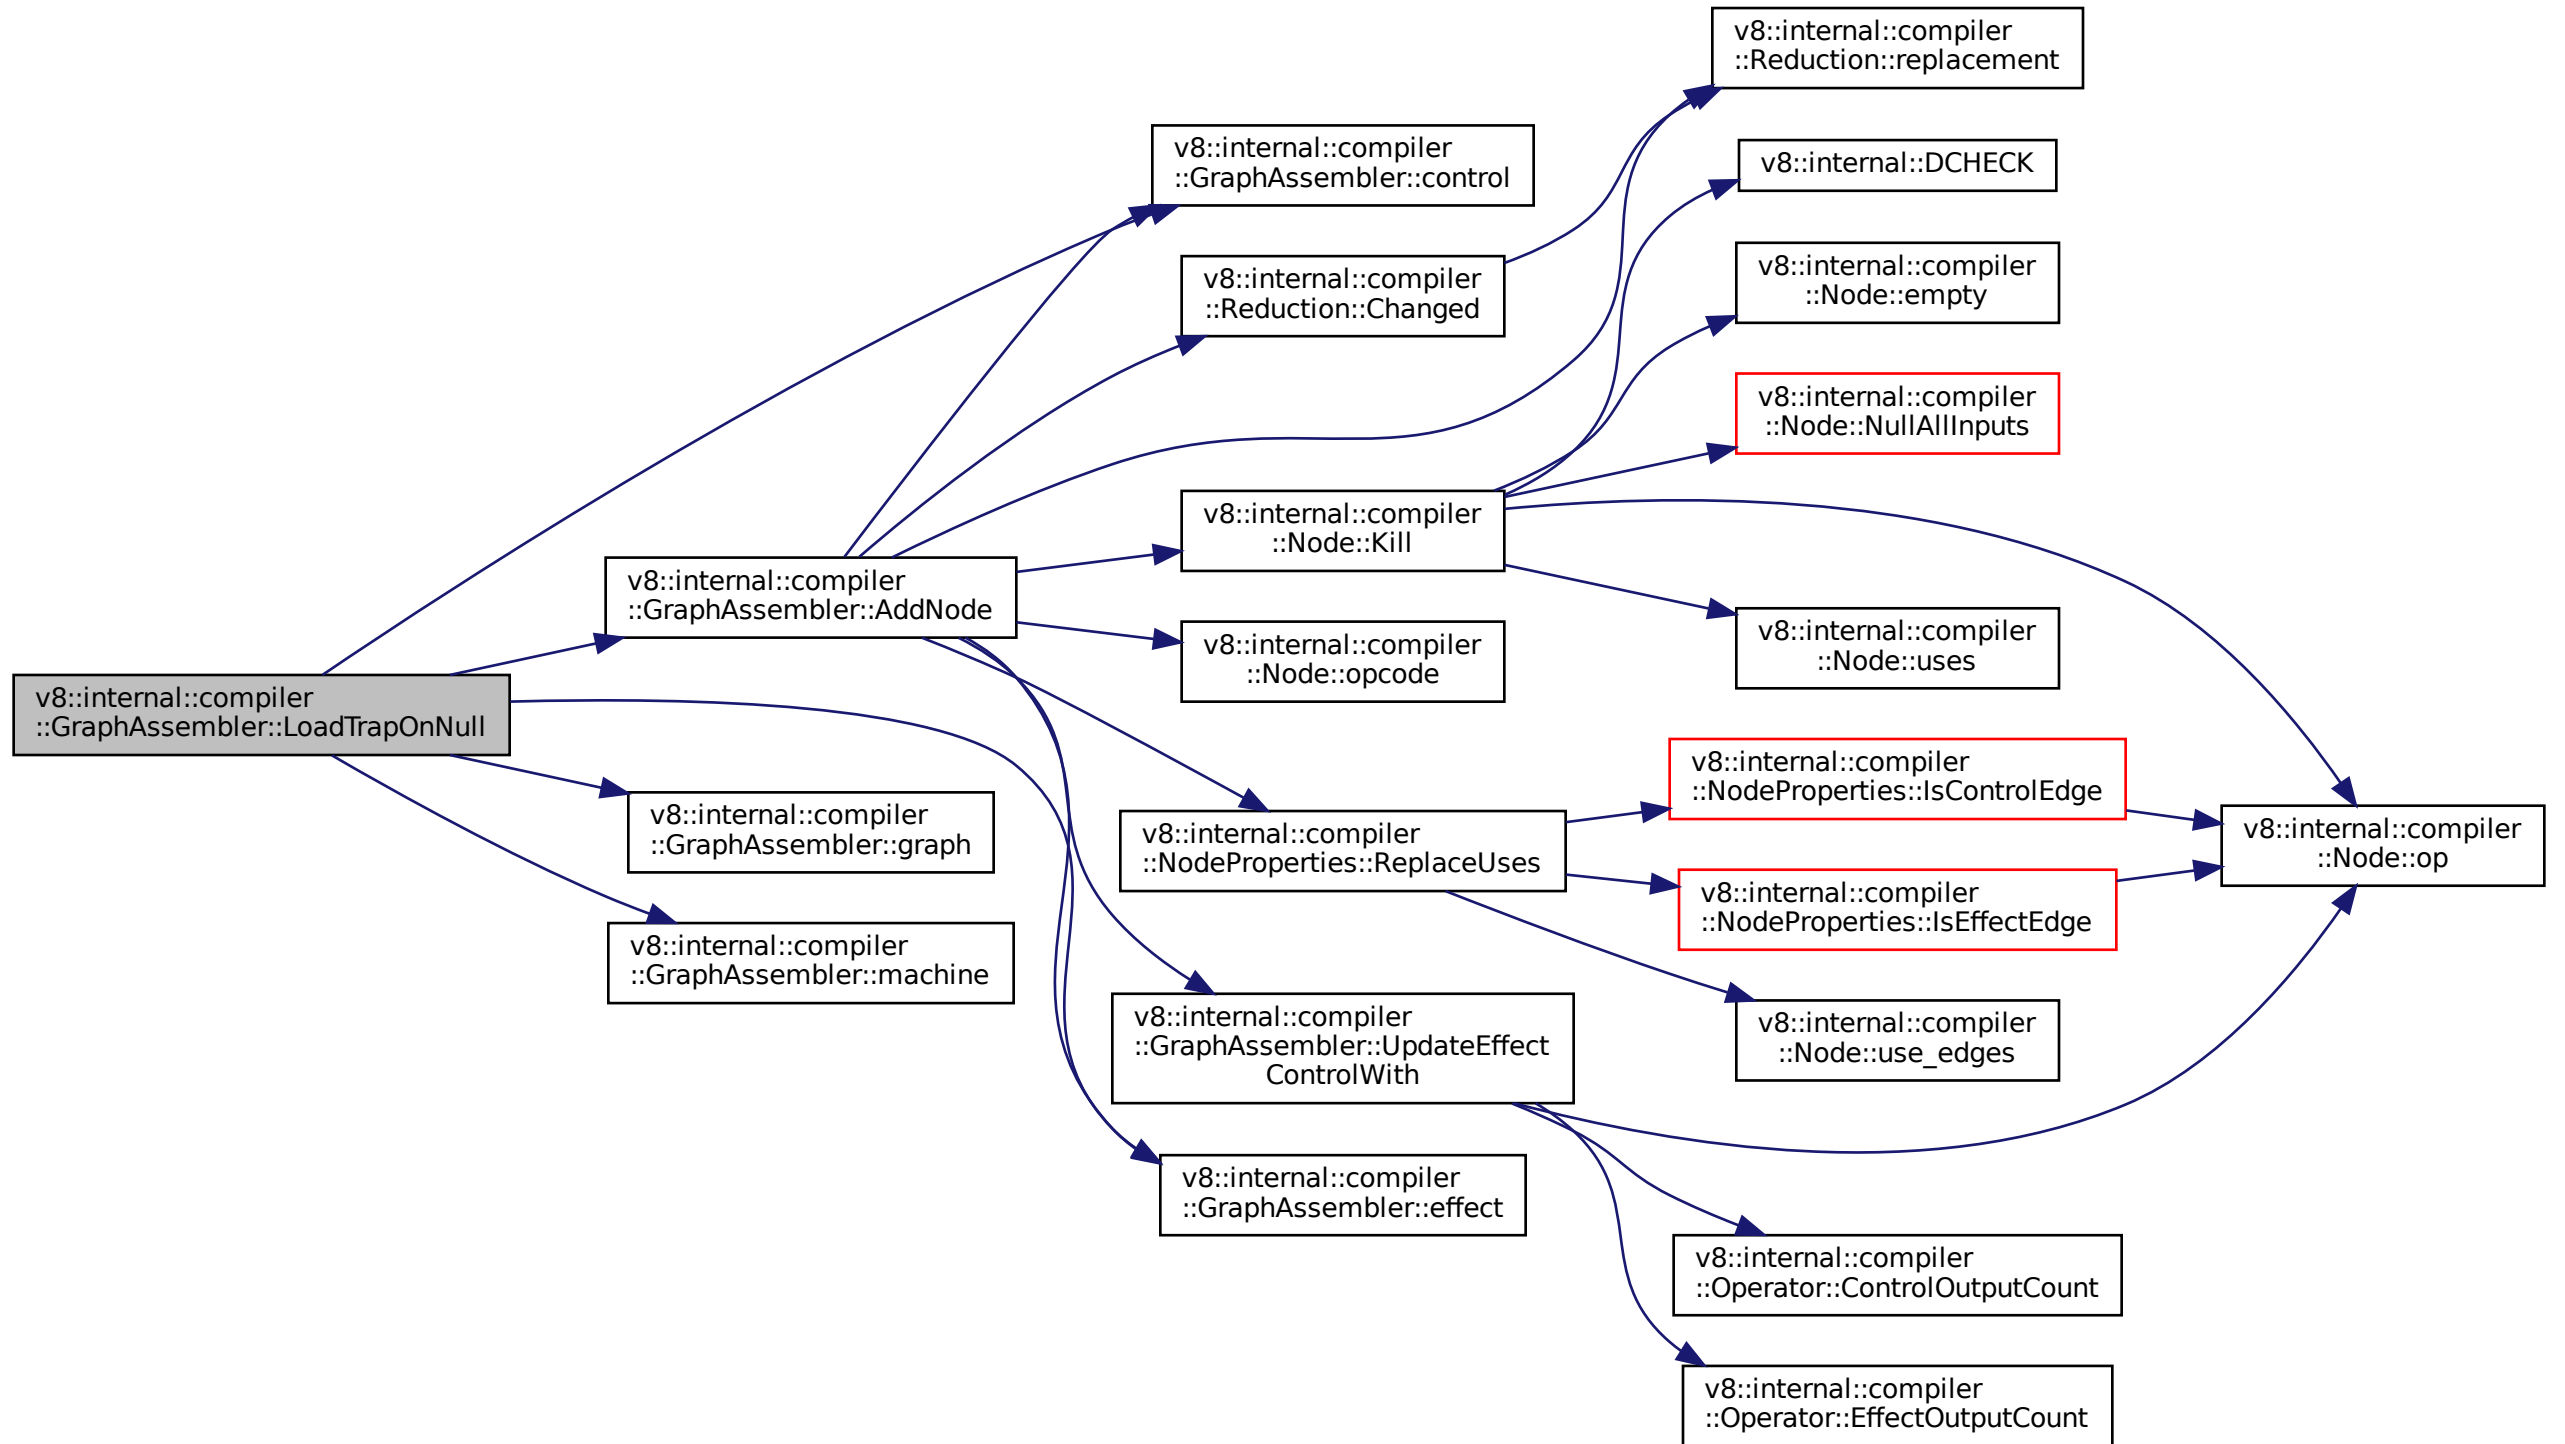 v8::internal::compiler
::GraphAssembler::LoadTrapOnNull
v8::internal::compiler
::GraphAssembler::AddNode
v8::internal::compiler
::GraphAssembler::graph
v8::internal::compiler
::GraphAssembler::machine
v8::internal::compiler
::GraphAssembler::control
v8::internal::compiler
::Reduction::Changed
v8::internal::compiler
::Node::Kill
v8::internal::compiler
::Node::opcode
v8::internal::compiler
::NodeProperties::ReplaceUses
v8::internal::compiler
::GraphAssembler::UpdateEffect
ControlWith
v8::internal::compiler
::GraphAssembler::effect
v8::internal::compiler
::Reduction::replacement
v8::internal::DCHECK
v8::internal::compiler
::Node::empty
v8::internal::compiler
::Node::NullAllInputs
v8::internal::compiler
::Node::uses
v8::internal::compiler
::NodeProperties::IsControlEdge
v8::internal::compiler
::NodeProperties::IsEffectEdge
v8::internal::compiler
::Node::use_edges
v8::internal::compiler
::Operator::ControlOutputCount
v8::internal::compiler
::Operator::EffectOutputCount
v8::internal::compiler
::Node::op